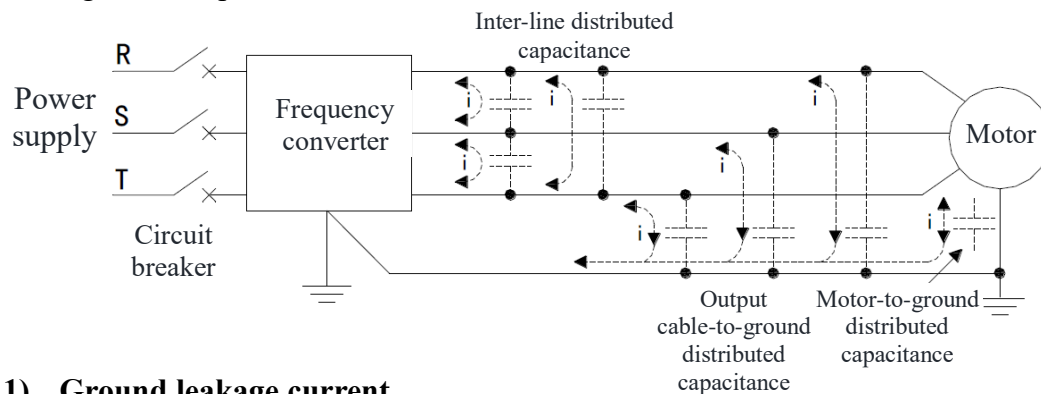 Inter-line distributed
capacitance
R
S
T
Power
supply
Frequency
converter
Motor
i
i
i
i
i
i
i
Circuit
breaker
Output
cable-to-ground
distributed
capacitance
Motor-to-ground
distributed
capacitance
1) Ground leakage current